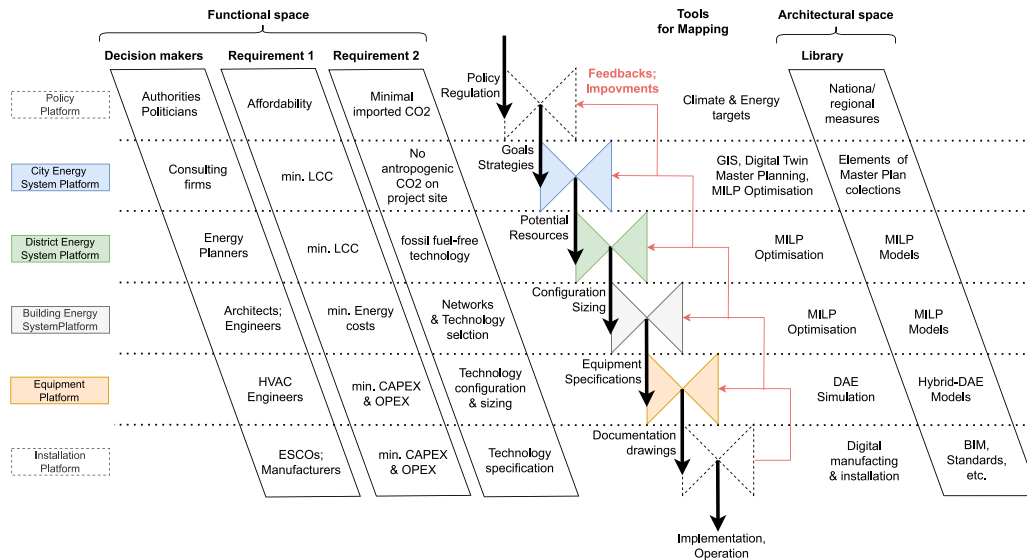 Functional space
Tools
for Mapping
Architectural space
Decision makers
Requirement 1
Requirement 2
Library
Policy
Platform
Authorities
Politicians
Affordability
Minimal
imported CO2
Policy
Regulation
Feedbacks;
Impovments
Climate & Energy
targets
Nationa/
regional
measures
City Energy
System Platform
Consulting
firms
min. LCC
No
antropogenic
CO2 on
project site
Goals
Strategies
GIS, Digital Twin
Master Planning,
MILP Optimisation
Elements of
Master Plan
colections
District Energy
System Platform
Energy
Planners
min. LCC
fossil fuel-free
technology
Potential
Resources
MILP
Optimisation
MILP
Models
Building Energy
SystemPlatform
Architects;
Engineers
min. Energy
costs
Networks
& Technology
selction
Configuration
Sizing
MILP
Optimisation
MILP
Models
Equipment
Platform
HVAC
Engineers
min. CAPEX
& OPEX
Technology
configuration
& sizing
Equipment
Specifications
DAE
Simulation
Hybrid-DAE
Models
Installation
Platform
ESCOs;
Manufacturers
min. CAPEX
& OPEX
Technology
specification
Documentation
drawings
Digital
manufacting
& installation
BIM,
Standards,
etc.
Implementation,
Operation